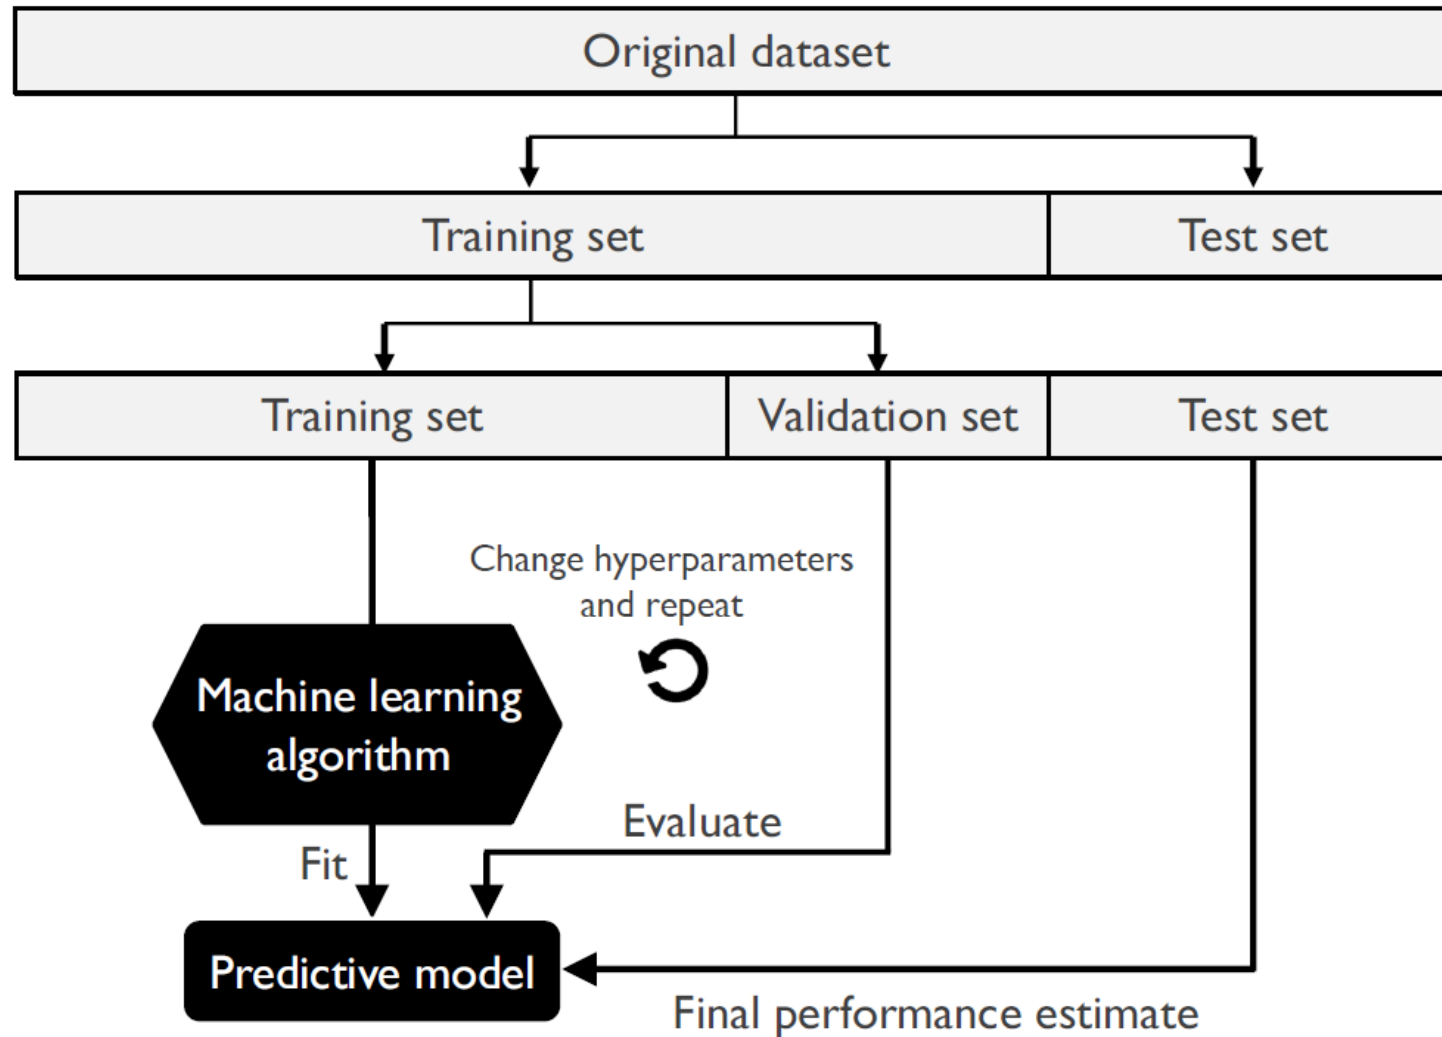 Original dataset
Training set
Test set
Training set
Validation set
Test set
Change hyperparameters
and repeat
Machine learning
algorithm
Evaluate
Fit
Predictive model
Final performance estimate